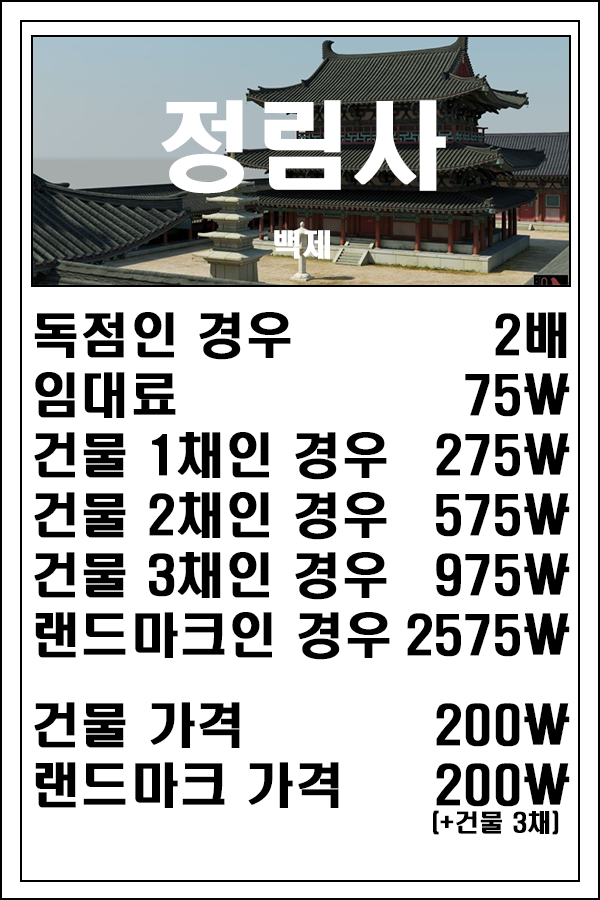 정림사
백제
독점인 경우 2배
임대료 75₩
건물 1채인 경우 275₩
건물 2채인 경우 575₩
건물 3채인 경우 975₩
랜드마크인 경우 2575₩
건물 가격 200₩
랜드마크 가격 200₩
(+건물 3채)